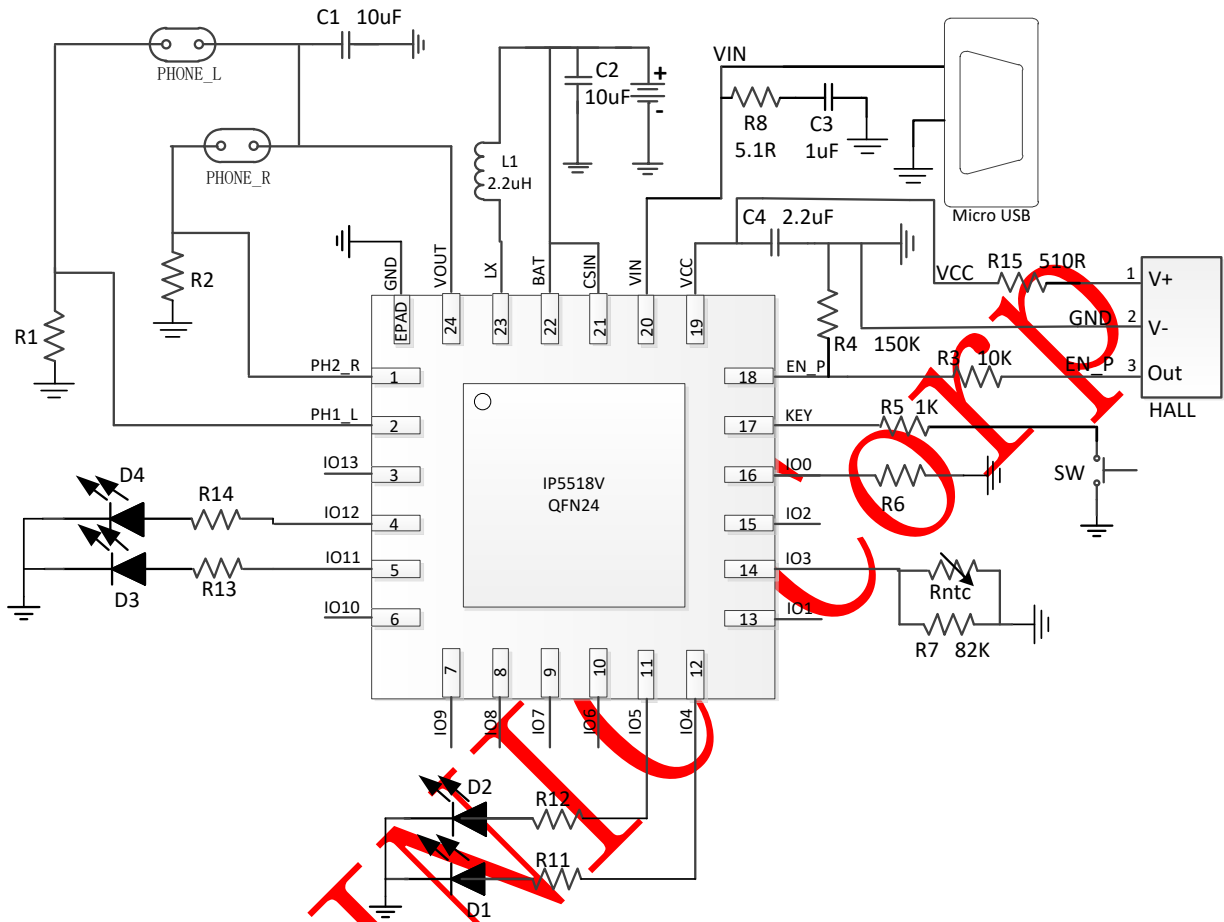 C1 10uF
PHONE_L
PHONE_R
C2
10uF
+
-
L1
2.2uH
VIN
R8
5.1R
C3
1uF
Micro USB
C4 2.2uF
R1
R2
GND
VOUT
LX
BAT
CSIN
VIN
VCC
EPAD
24
23
22
21
20
19
VCC
R15 510R
1
V+
GND
2
V-
R4 150K
R3 10K
EN_P
3
Out
HALL
PH2_R
1
18
EN_P
PH1_L
2
17
KEY
R5 1K
IO13
3
16
IO0
R6
SW
D4
R14
IO12
4
15
IO2
IP5518V
QFN24
D3
R13
IO11
5
14
IO3
Rntc
IO10
6
13
IO1
R7 82K
7
8
9
10
11
12
IO9
IO8
IO7
IO6
IO5
IO4
D2
R12
R11
D1
Corp